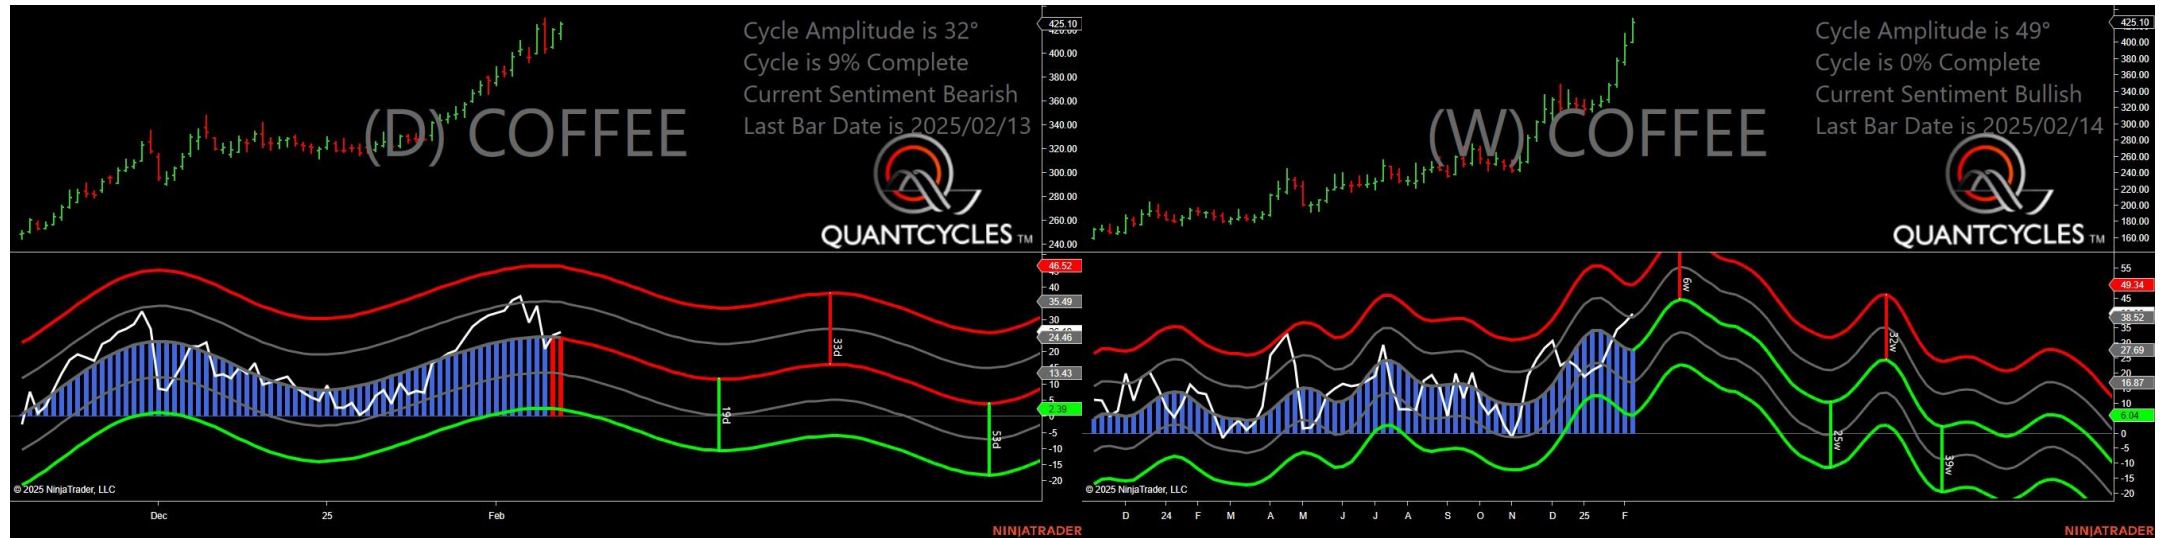 Cycle Amplitude is 32°
Cycle is 9% Complete
Current Sentiment Bearish
Last Bar Date is 2025/02/13
(D) COFFEE
QUANTCYCLES TM
425.10
420.00
400.00
380.00
360.00
340.00
320.00
300.00
280.00
260.00
240.00
46.52
45
40
35.49
30
24.46
20
13.43
10
5
2.39
0
-5
-10
-15
-20
19d
33d
53d
© 2025 NinjaTrader, LLC
Dec
25
Feb
NINJATRADER
Cycle Amplitude is 49°
Cycle is 0% Complete
Current Sentiment Bullish
Last Bar Date is 2025/02/14
(W) COFFEE
QUANTCYCLES TM
425.10
400.00
380.00
360.00
340.00
320.00
300.00
280.00
260.00
240.00
220.00
200.00
180.00
160.00
55
49.34
45
38.52
35
27.69
25
20
16.87
10
6.04
0
-5
-10
-15
-20
6w
25w
32w
39w
© 2025 NinjaTrader, LLC
D
24
F
M
A
M
J
J
A
S
O
N
D
25
F
NINJATRADER